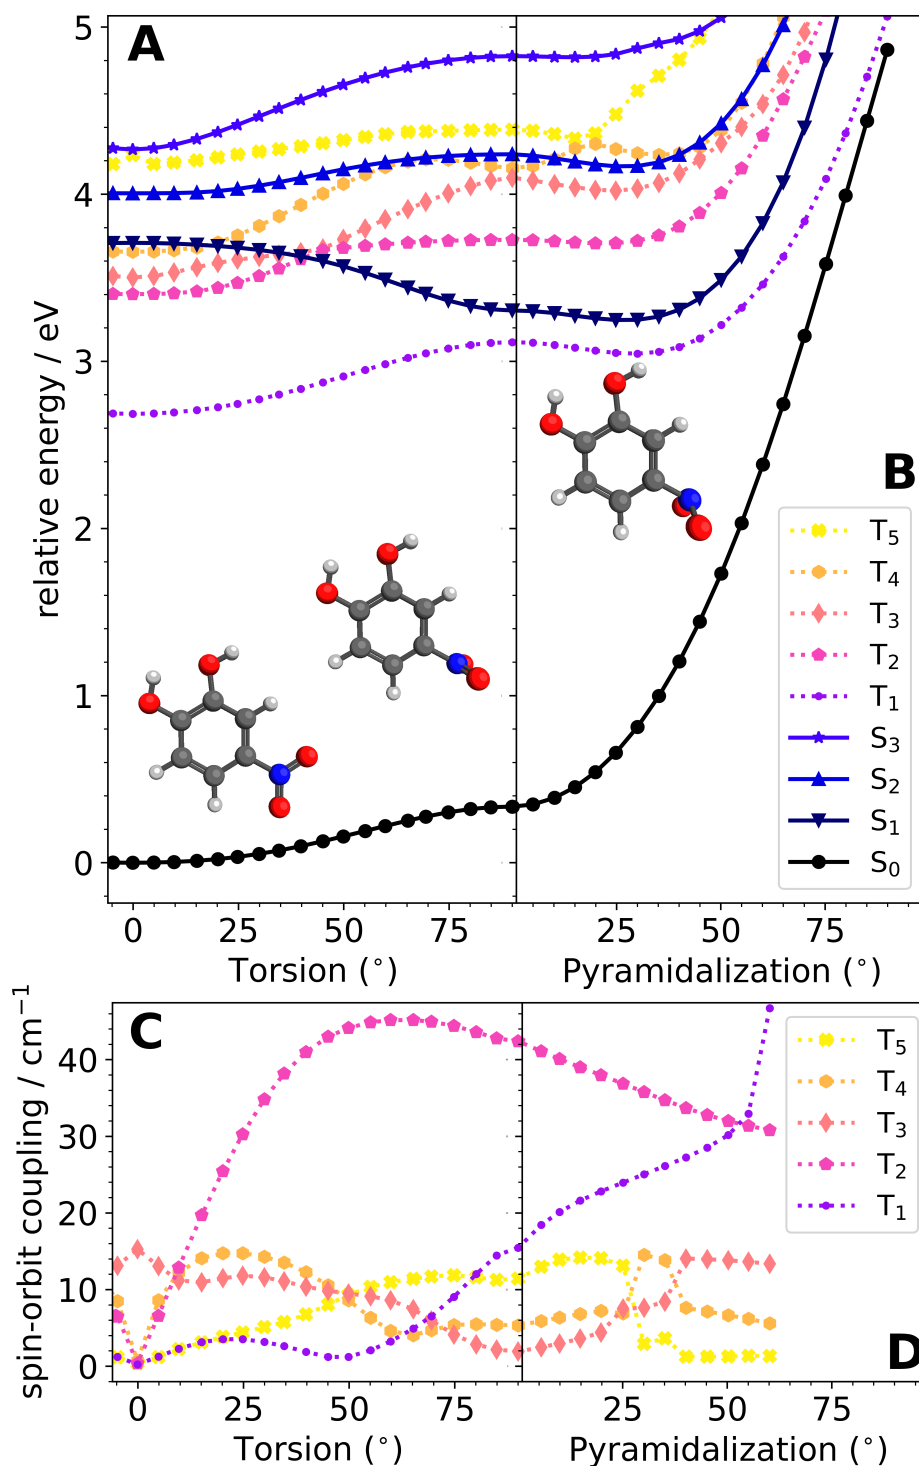 A
B
relative energy / eV
5
4
3
2
1
0
T₅
T₄
T₃
T₂
T₁
S₃
S₂
S₁
S₀
0 25 50 75 25 50 75
Torsion (°) Pyramidalization (°)
C
D
spin-orbit coupling / cm⁻¹
40
30
20
10
0
T₅
T₄
T₃
T₂
T₁
0 25 50 75 25 50 75
Torsion (°) Pyramidalization (°)